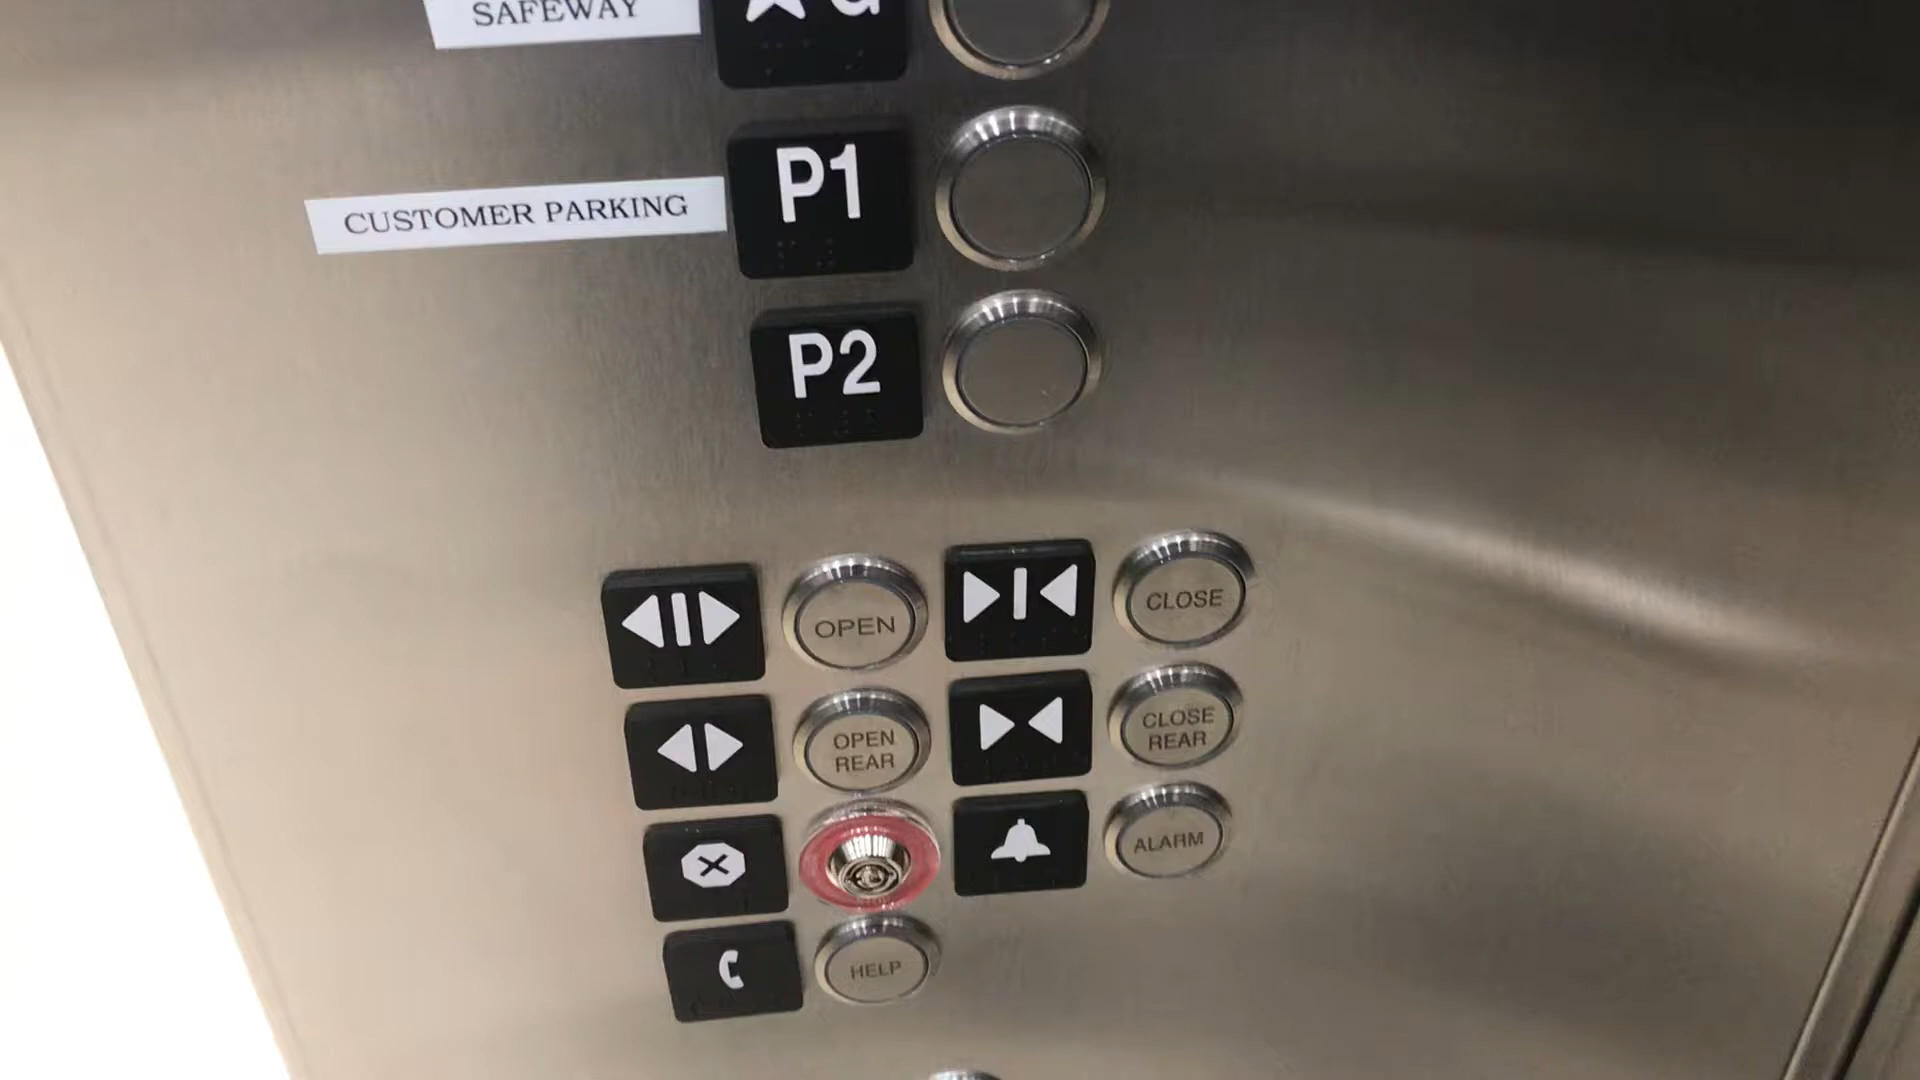 SAFEWAY
★G
CUSTOMER PARKING
P1
P2
OPEN
CLOSE
OPEN
REAR
CLOSE
REAR
ALARM
HELP